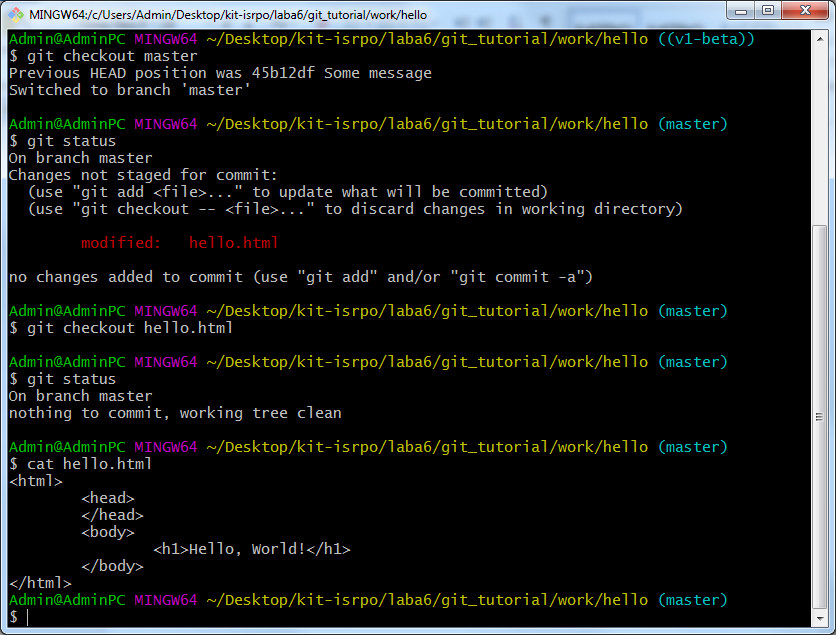 MINGW64:/c/Users/Admin/Desktop/kit-isrpo/laba6/git_tutorial/work/hello
Admin@AdminPC MINGW64 ~/Desktop/kit-isrpo/laba6/git_tutorial/work/hello ((v1-beta))
$ git checkout master
Previous HEAD position was 45b12df Some message
Switched to branch 'master'

Admin@AdminPC MINGW64 ~/Desktop/kit-isrpo/laba6/git_tutorial/work/hello (master)
$ git status
On branch master
Changes not staged for commit:
  (use "git add <file>..." to update what will be committed)
  (use "git checkout -- <file>..." to discard changes in working directory)

        modified:   hello.html

no changes added to commit (use "git add" and/or "git commit -a")

Admin@AdminPC MINGW64 ~/Desktop/kit-isrpo/laba6/git_tutorial/work/hello (master)
$ git checkout hello.html

Admin@AdminPC MINGW64 ~/Desktop/kit-isrpo/laba6/git_tutorial/work/hello (master)
$ git status
On branch master
nothing to commit, working tree clean

Admin@AdminPC MINGW64 ~/Desktop/kit-isrpo/laba6/git_tutorial/work/hello (master)
$ cat hello.html
<html>
        <head>
        </head>
        <body>
                <h1>Hello, World!</h1>
        </body>
</html>
Admin@AdminPC MINGW64 ~/Desktop/kit-isrpo/laba6/git_tutorial/work/hello (master)
$